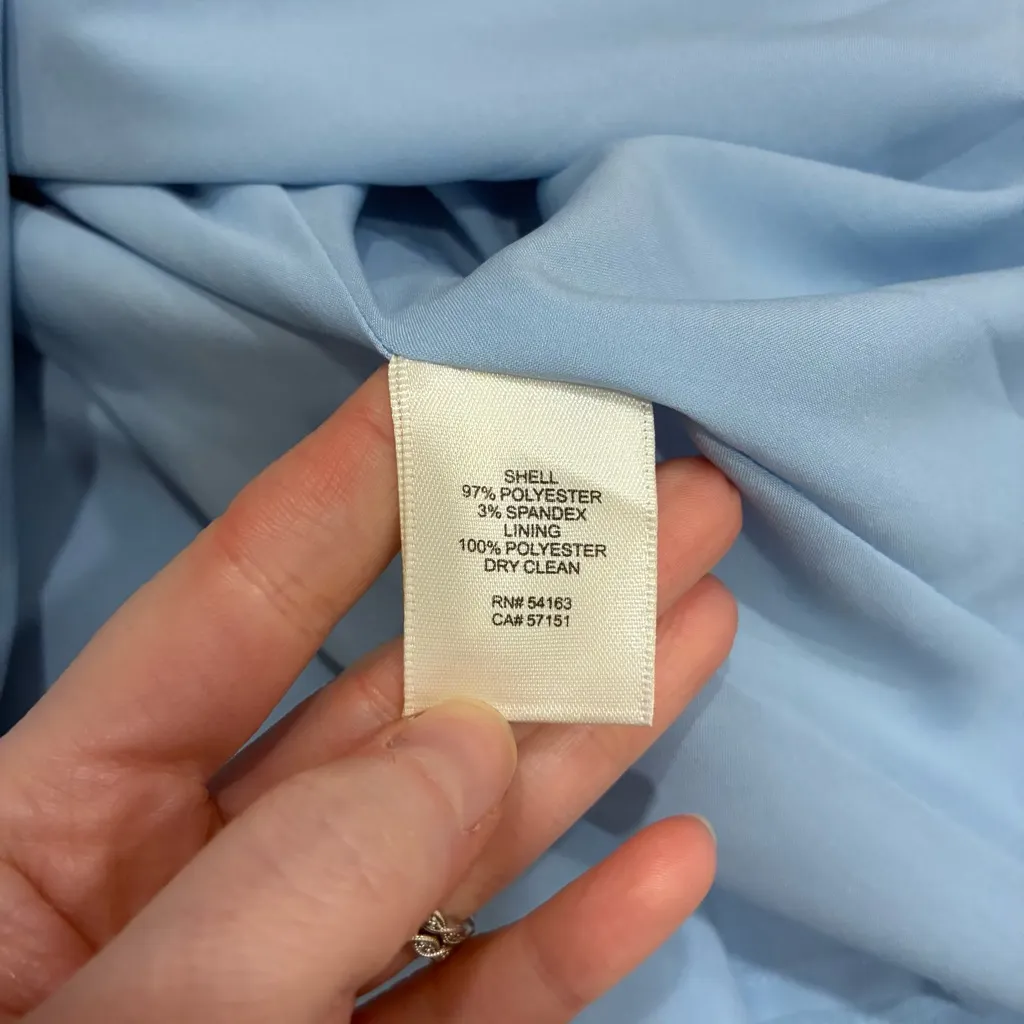 SHELL
97% POLYESTER
3% SPANDEX
LINING
100% POLYESTER
DRY CLEAN
RN# 54163
CA# 57151